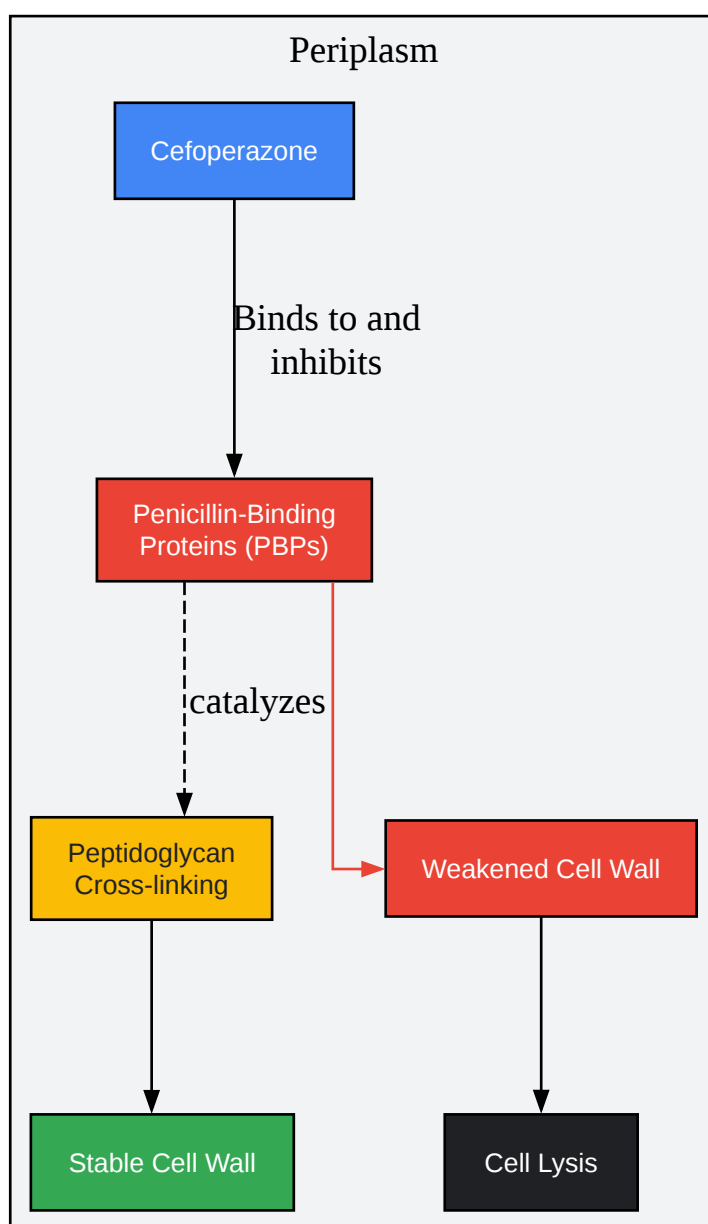 Periplasm
Cefoperazone
Binds to and
inhibits
Penicillin-Binding
Proteins (PBPs)
catalyzes
Peptidoglycan
Cross-linking
Weakened Cell Wall
Stable Cell Wall
Cell Lysis